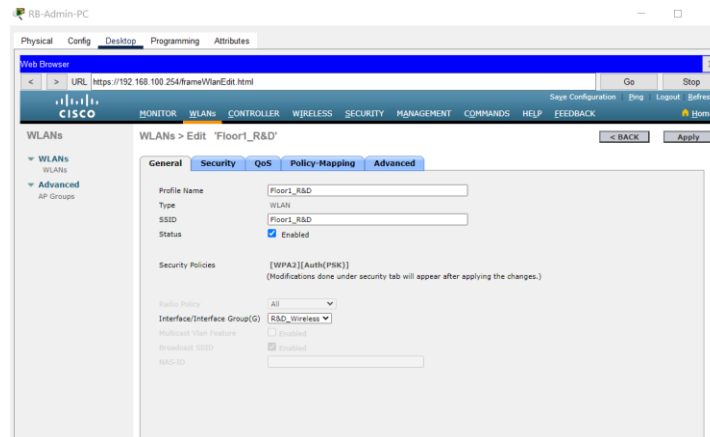 RB-Admin-PC
Physical Config Desktop Programming Attributes
Web Browser
< > URL https://192.168.100.254/frameWlanEdit.html Go Stop
Save Configuration Ping Logout Refres
CISCO MONITOR WLANs CONTROLLER WIRELESS SECURITY MANAGEMENT COMMANDS HELP FEEDBACK Hom
WLANs WLANs > Edit 'Floor1_R&D' < BACK Apply
WLANs
WLANs
Advanced
AP Groups
General Security QoS Policy-Mapping Advanced
Profile Name Floor1_R&D
Type WLAN
SSID Floor1_R&D
Status Enabled
Security Policies [WPA2][Auth(PSK)]
(Modifications done under security tab will appear after applying the changes.)
Radio Policy All
Interface/Interface Group(G) R&D_Wireless
Multicast Vlan Feature Enabled
Broadcast SSID Enabled
NAS-ID